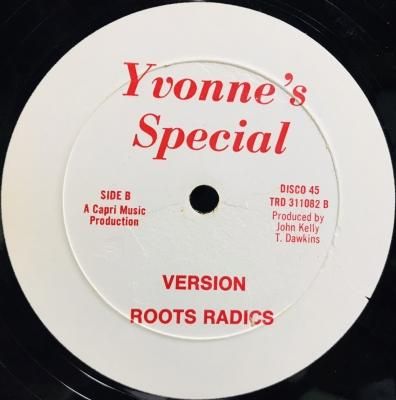 Yvonne's
Special
SIDE B
A Capri Music
Production
DISCO 45
TRD 311082 B
Produced by
John Kelly
T. Dawkins
VERSION
ROOTS RADICS